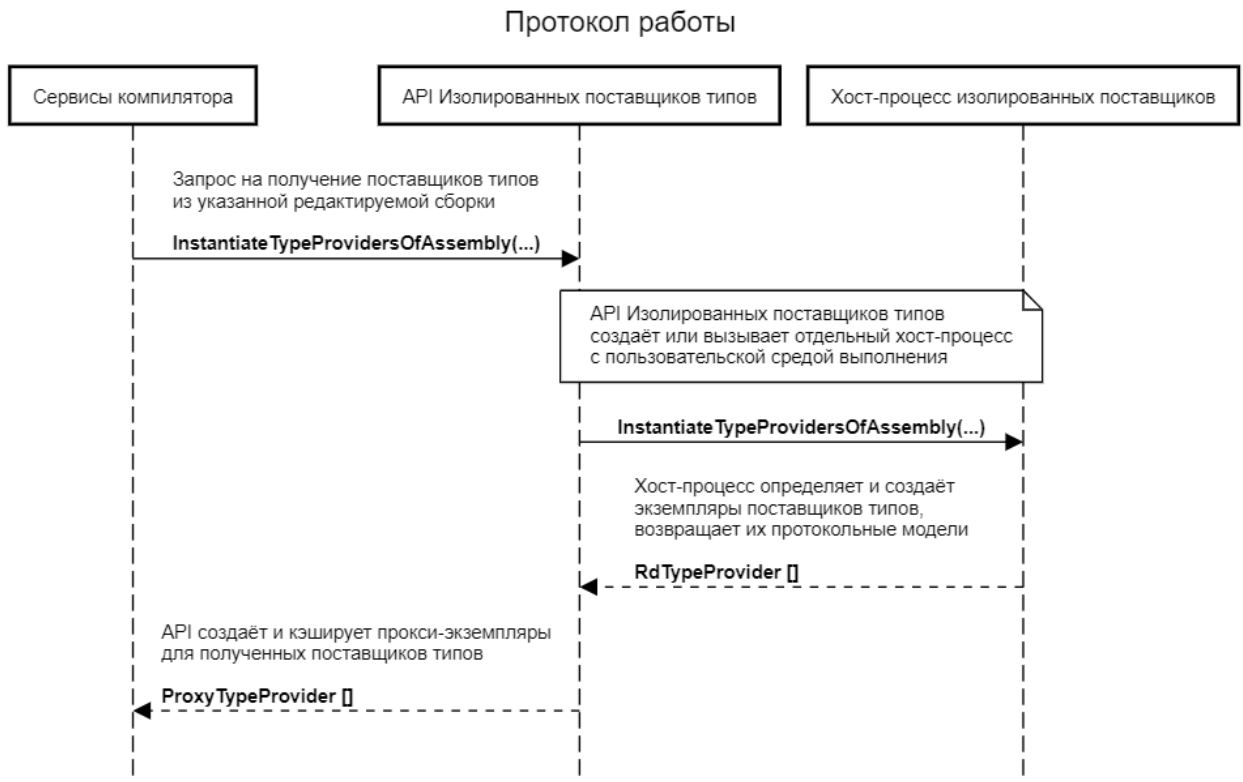 Протокол работы
Сервисы компилятора
API Изолированных поставщиков типов
Хост-процесс изолированных поставщиков
Запрос на получение поставщиков типов
из указанной редактируемой сборки
InstantiateTypeProvidersOfAssembly(...)
API Изолированных поставщиков типов
создаёт или вызывает отдельный хост-процесс
с пользовательской средой выполнения
InstantiateTypeProvidersOfAssembly(...)
Хост-процесс определяет и создаёт
экземпляры поставщиков типов,
возвращает их протокольные модели
RdTypeProvider []
API создаёт и кэширует прокси-экземпляры
для полученных поставщиков типов
ProxyTypeProvider []